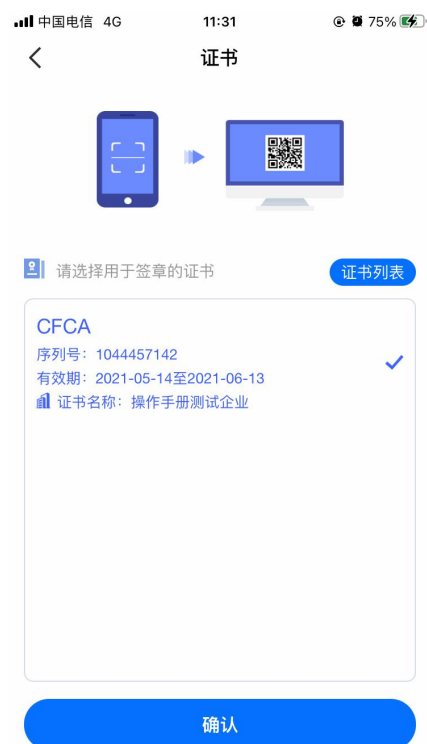 中国电信 4G 11:31 75%
证书
请选择用于签章的证书 证书列表
CFCA
序列号：1044457142
有效期：2021-05-14至2021-06-13
证书名称：操作手册测试企业
确认